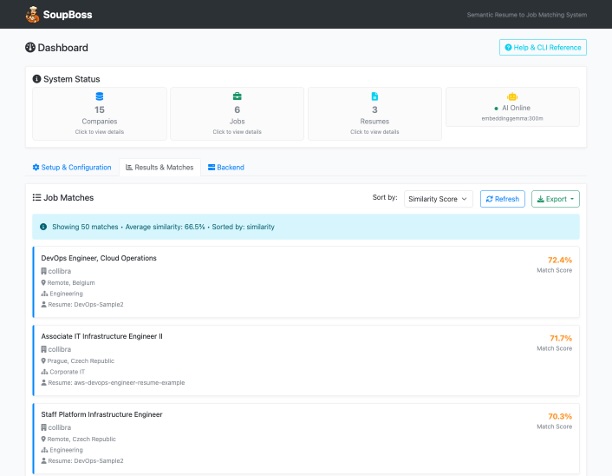 SoupBoss
Semantic Resume to Job Matching System
Dashboard
Help & CLI Reference
System Status
15
Companies
Click to view details
6
Jobs
Click to view details
3
Resumes
Click to view details
AI Online
embeddinggemma:300m
Setup & Configuration
Results & Matches
Backend
Job Matches
Sort by:
Similarity Score
Refresh
Export
Showing 50 matches • Average similarity: 66.5% • Sorted by: similarity
DevOps Engineer, Cloud Operations
72.4%
collibra
Match Score
Remote, Belgium
Engineering
Resume: DevOps-Sample2
Associate IT Infrastructure Engineer II
71.7%
collibra
Match Score
Prague, Czech Republic
Corporate IT
Resume: aws-devops-engineer-resume-example
Staff Platform Infrastructure Engineer
70.3%
collibra
Match Score
Remote, Czech Republic
Engineering
Resume: DevOps-Sample2